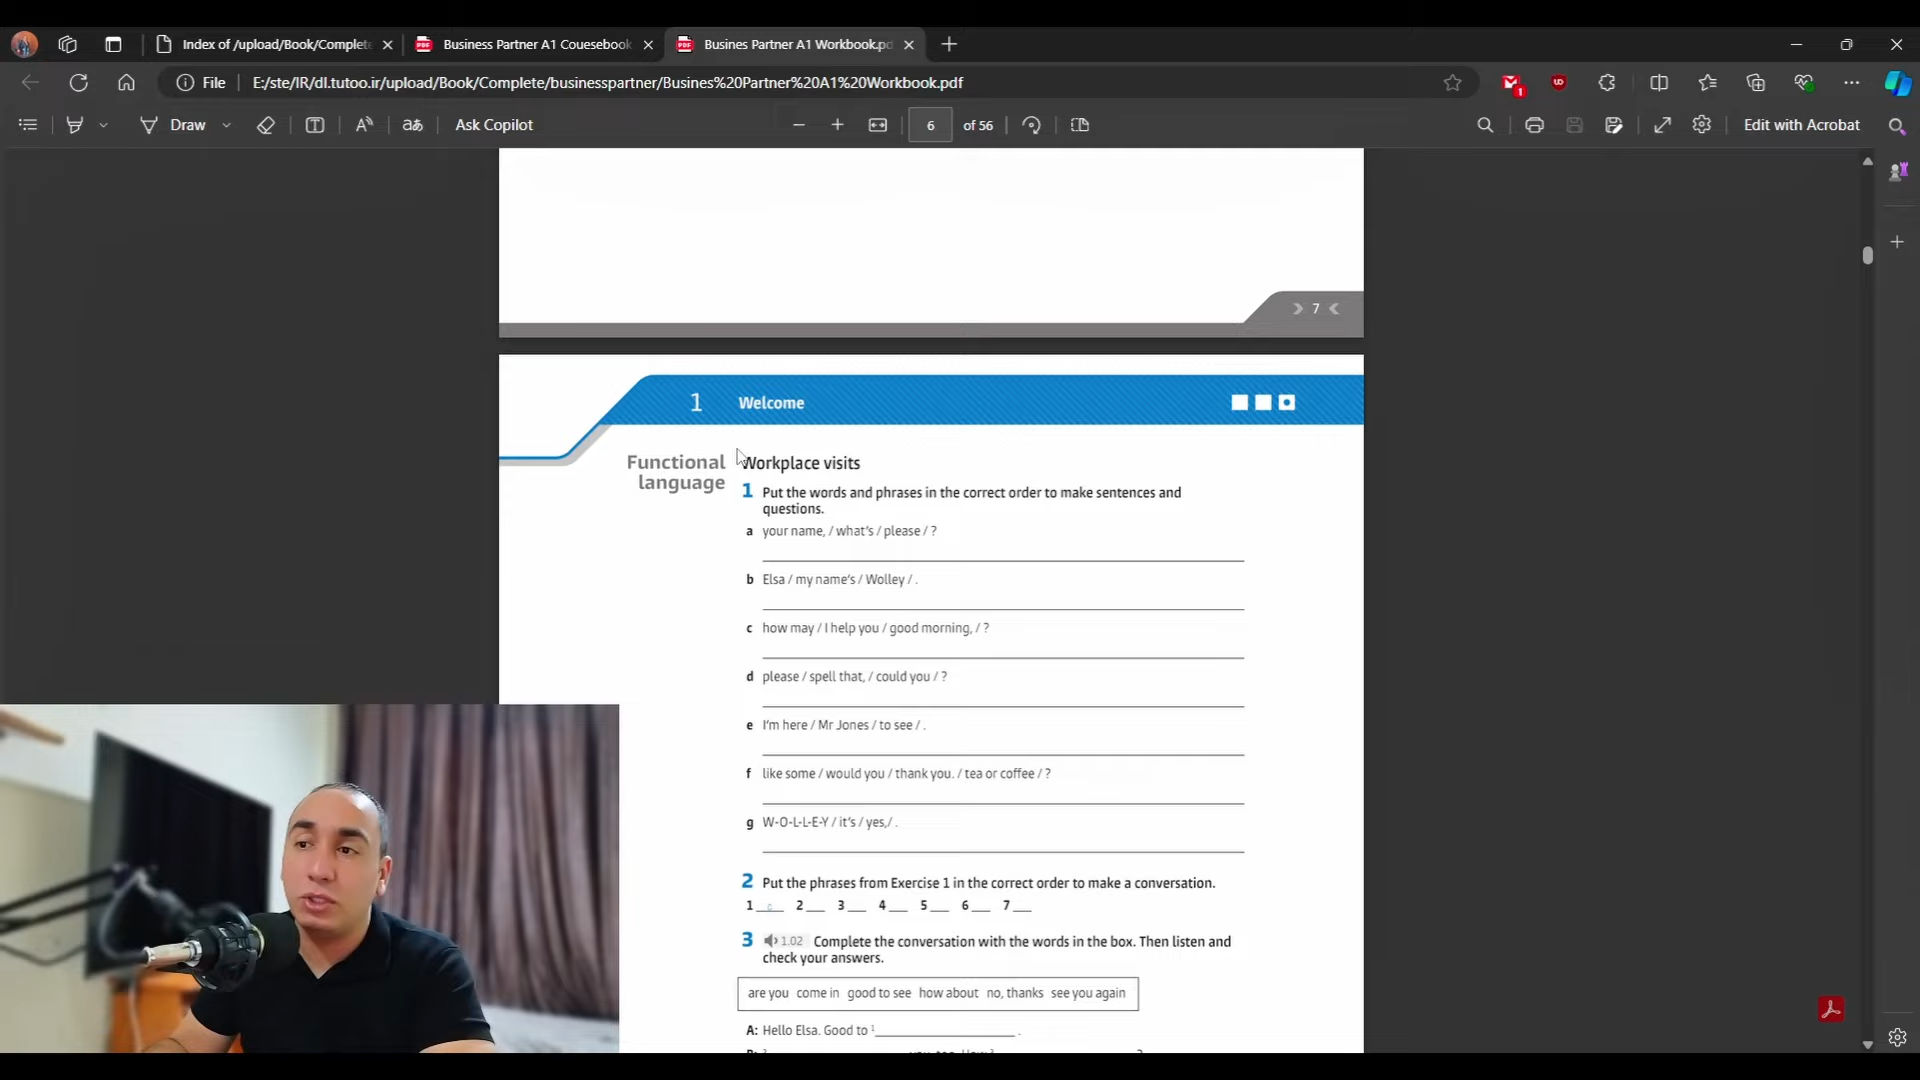 Index of /upload/Book/Complete
Business Partner A1 Couesebook
Busines Partner A1 Workbook.pd
File
E:/ste/IR/dl.tutoo.ir/upload/Book/Complete/businesspartner/Busines%20Partner%20A1%20Workbook.pdf
1
Draw
aあ
Ask Copilot
6
of 56
Edit with Acrobat
7
1 Welcome
Functional language
Workplace visits
1 Put the words and phrases in the correct order to make sentences and
questions.
a your name, / what's / please / ?
b Elsa / my name's / Wolley / .
c how may / I help you / good morning, / ?
d please / spell that, / could you / ?
e I'm here / Mr Jones / to see / .
f like some / would you / thank you. / tea or coffee / ?
g W-O-L-L-E-Y / it's / yes,/ .
2 Put the phrases from Exercise 1 in the correct order to make a conversation.
1 c 2 3 4 5 6 7
3 1.02 Complete the conversation with the words in the box. Then listen and
check your answers.
are you come in good to see how about no, thanks see you again
A: Hello Elsa. Good to 1 .